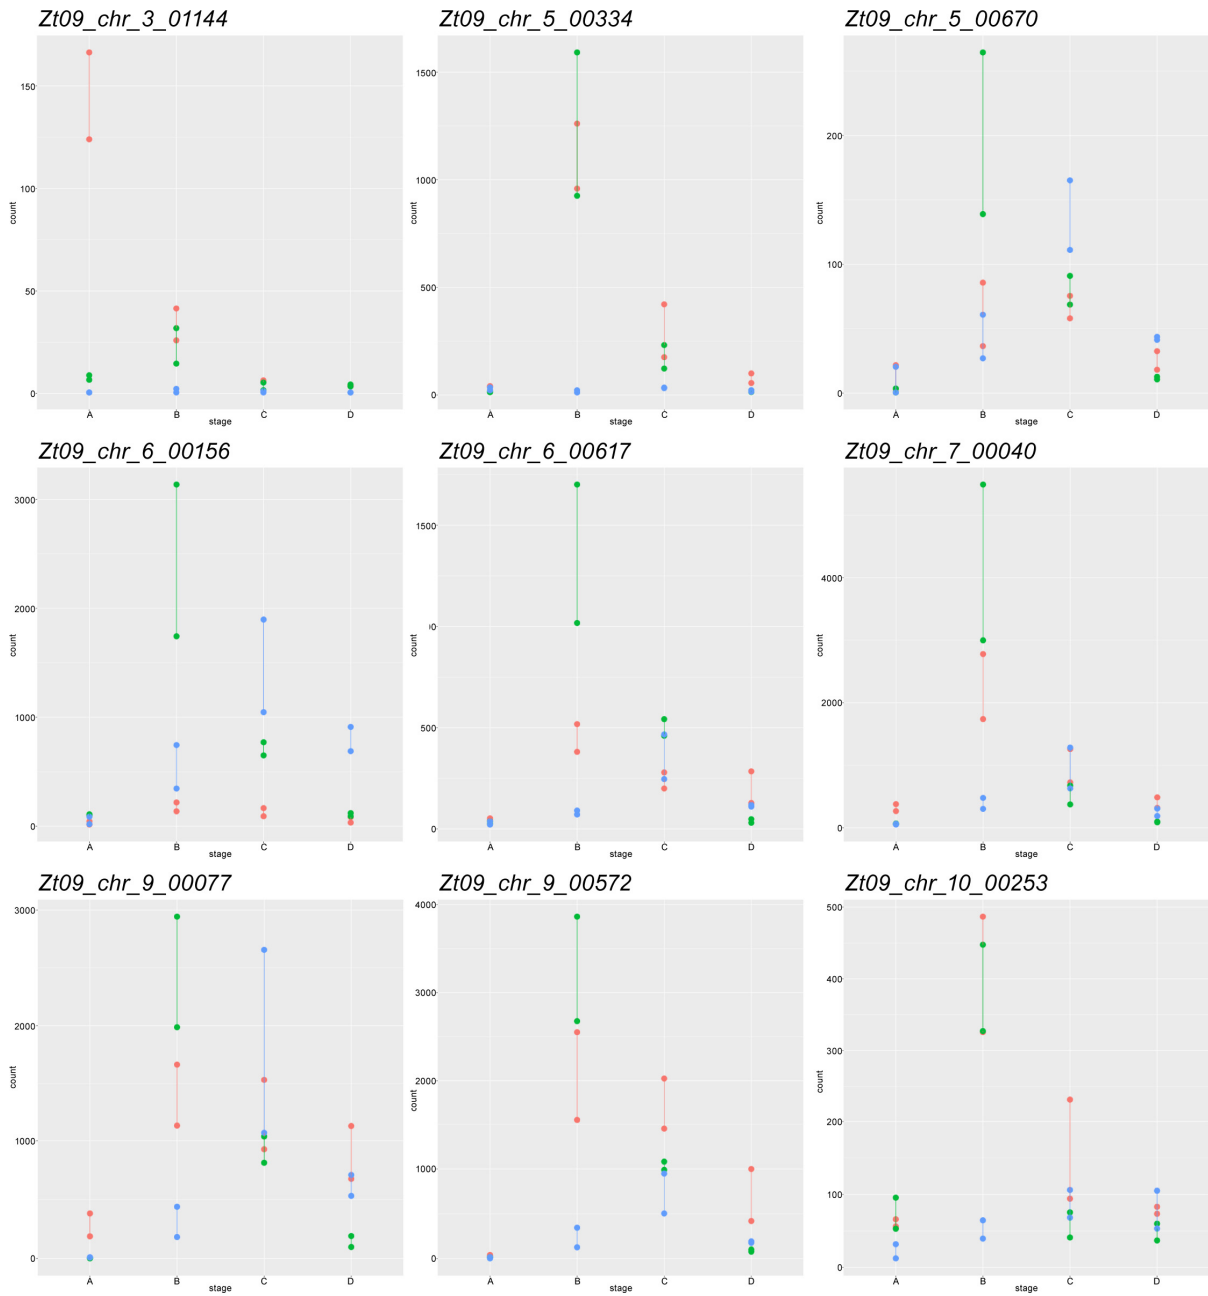 Zt09_chr_3_01144
150
100
50
0
count
A B C D
stage
Zt09_chr_5_00334
1500
1000
500
0
count
A B C D
stage
Zt09_chr_5_00670
200
100
0
count
A B C D
stage
Zt09_chr_6_00156
3000
2000
1000
0
count
A B C D
stage
Zt09_chr_6_00617
1500
00
500
0
count
A B C D
stage
Zt09_chr_7_00040
4000
2000
0
count
A B C D
stage
Zt09_chr_9_00077
3000
2000
1000
0
count
A B C D
stage
Zt09_chr_9_00572
4000
3000
2000
1000
0
count
A B C D
stage
Zt09_chr_10_00253
500
400
300
200
100
0
count
A B C D
stage